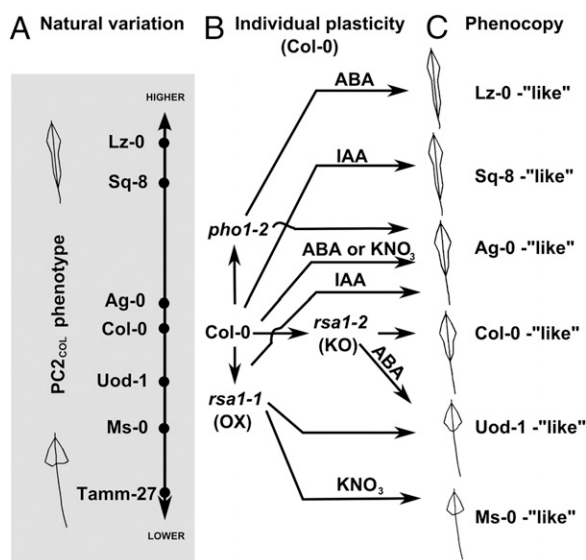 A Natural variation
HIGHER
Lz-0
Sq-8
Ag-0
Col-0
Uod-1
Ms-0
Tamm-27
LOWER
PC2COL phenotype
B Individual plasticity
(Col-0)
ABA
IAA
pho1-2
ABA or KNO3
IAA
Col-0
rsa1-2
(KO)
ABA
rsa1-1
(OX)
KNO3
C Phenocopy
Lz-0 -"like"
Sq-8 -"like"
Ag-0 -"like"
Col-0 -"like"
Uod-1 -"like"
Ms-0 -"like"